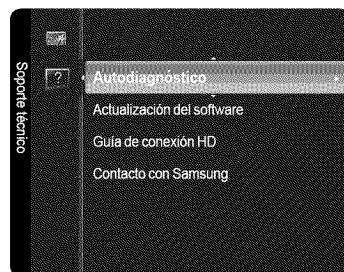 Soporte técnico
?
Autodiagnóstico
Actualización del software
Guía de conexión HD
Contacto con Samsung